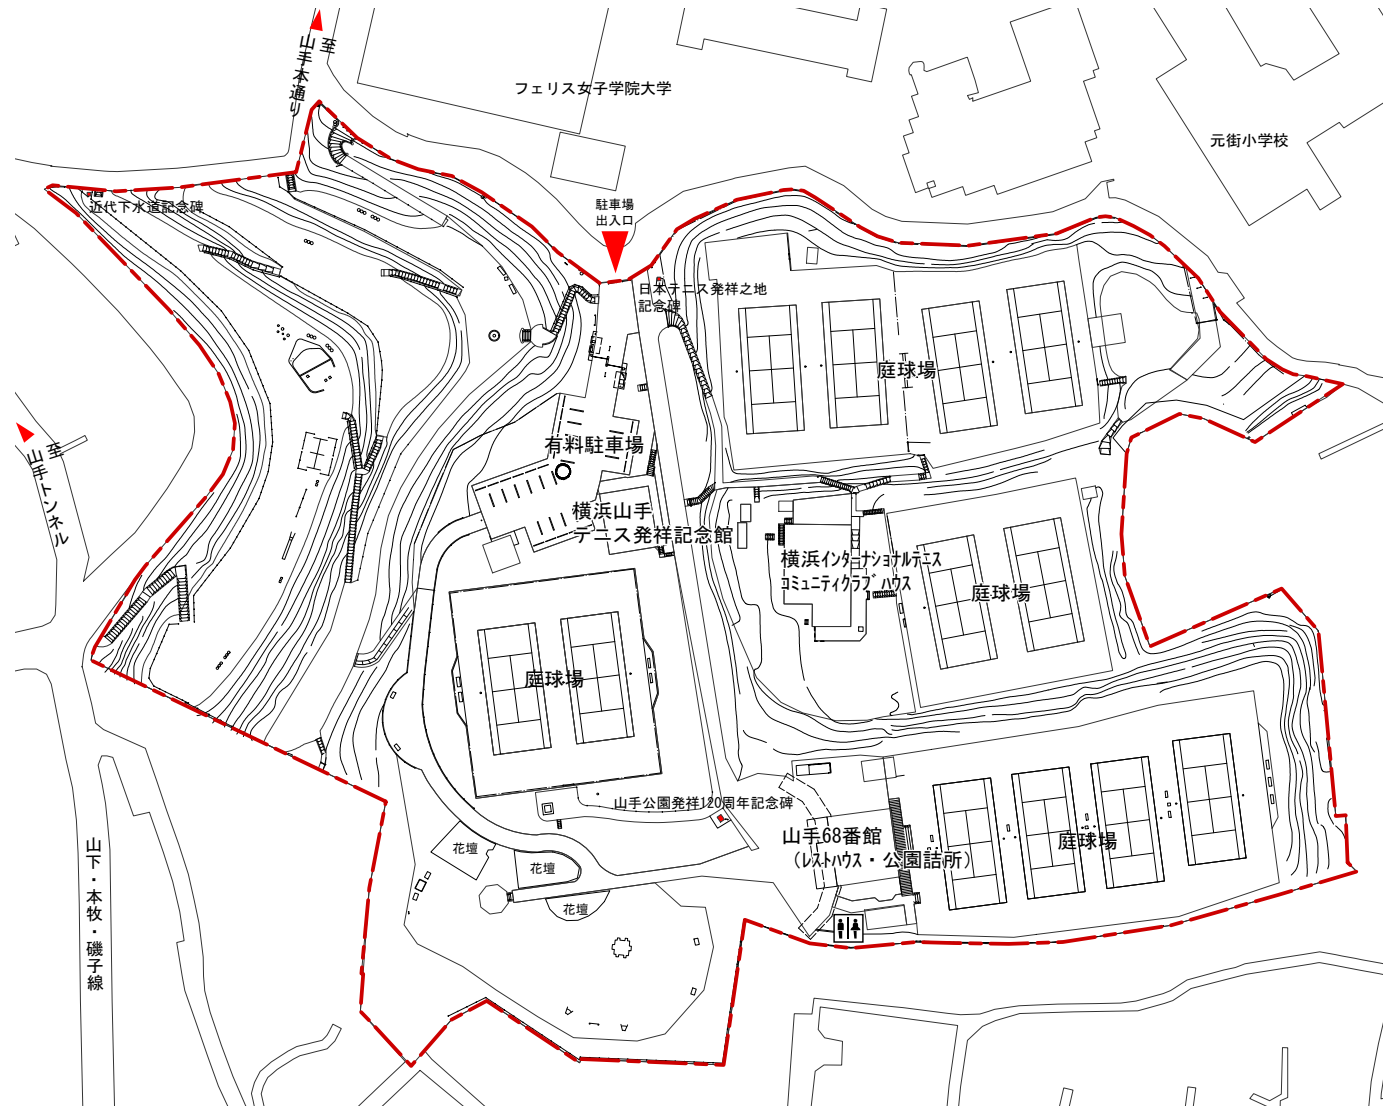 至
山手本通り
フェリス女子学院大学
元街小学校
近代下水道記念碑
駐車場
出入口
日本テニス発祥之地
記念碑
庭球場
有料駐車場
至
山手トンネル
横浜山手
テニス発祥記念館
横浜インターナショナルテニス
コミュニティクラブハウス
庭球場
庭球場
山手公園発祥120周年記念碑
山手68番館
（レストハウス・公園詰所）
庭球場
花壇
花壇
花壇
山下・本牧・磯子線